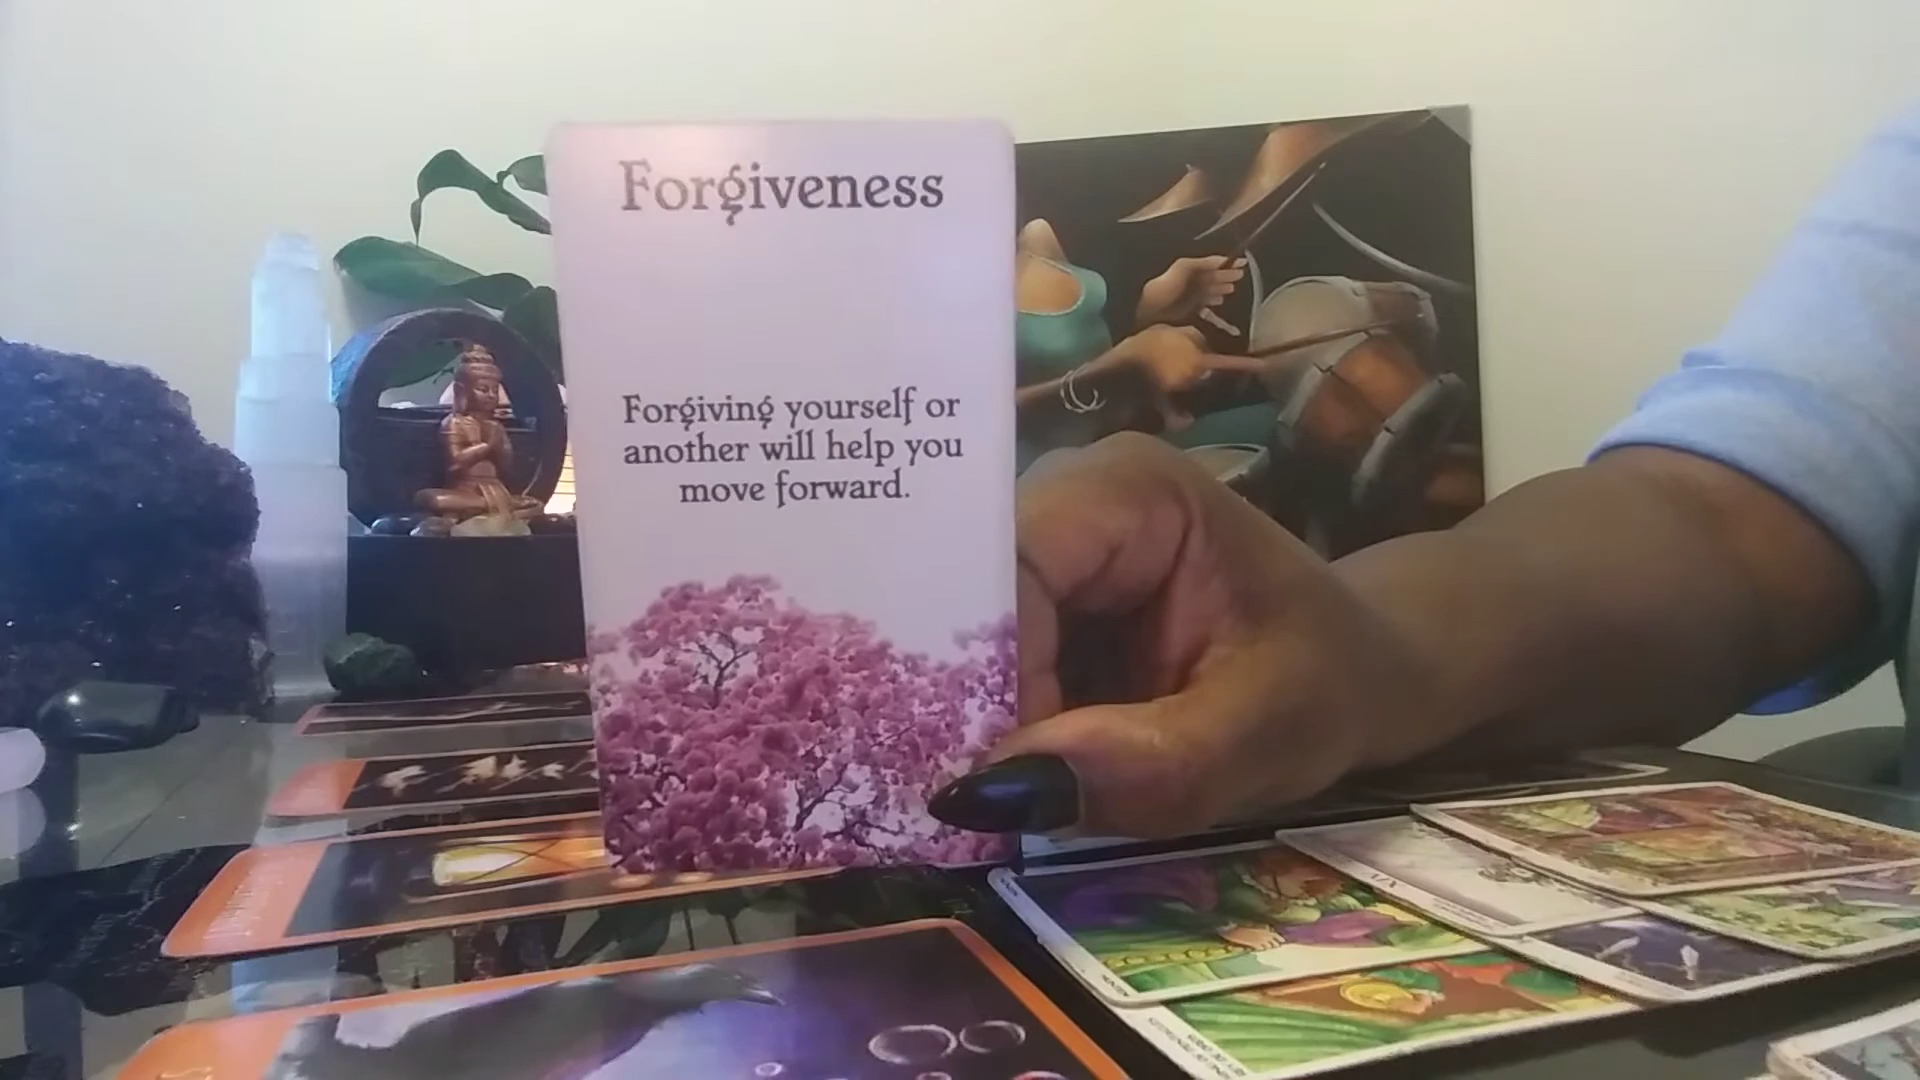 Forgiveness
Forgiving yourself or
another will help you
move forward.